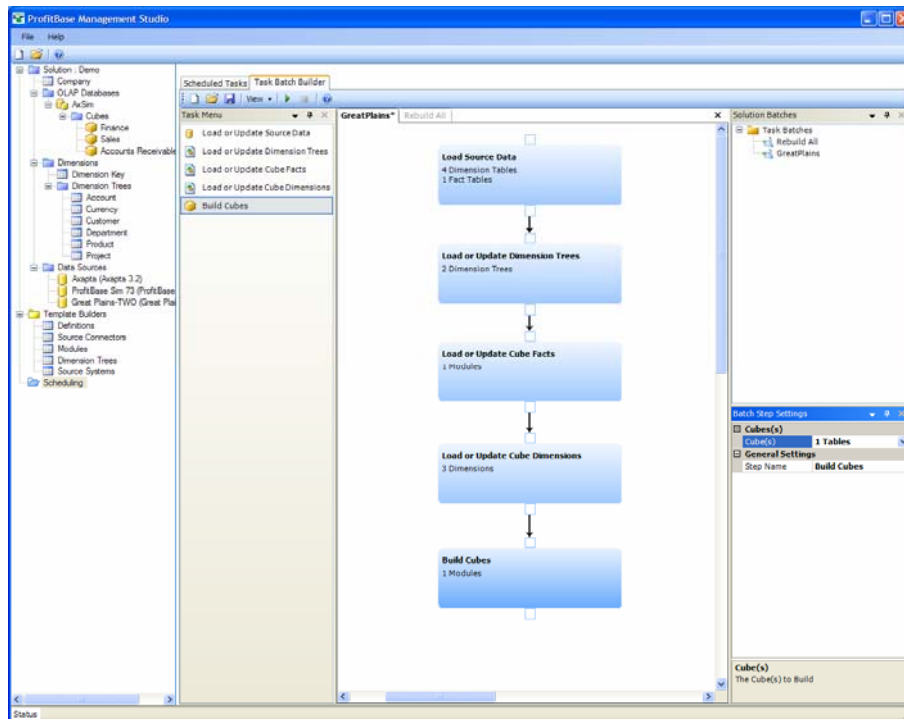 ProfitBase Management Studio
File Help
Solution : Demo
Company
OLAP Databases
AxSim
Cubes
Finance
Sales
Accounts Receivable
Dimensions
Dimension Key
Dimension Trees
Account
Currency
Customer
Department
Product
Project
Data Sources
Axapta (Axapta 3.2)
ProfitBase Sim 73 (ProfitBase
Great Plains-TWO (Great Pla
Template Builders
Definitions
Source Connectors
Modules
Dimension Trees
Source Systems
Scheduling
Scheduled Tasks Task Batch Builder
View
Task Menu
Load or Update Source Data
Load or Update Dimension Trees
Load or Update Cube Facts
Load or Update Cube Dimensions
Build Cubes
GreatPlains* Rebuild All
Load Source Data
4 Dimension Tables
1 Fact Tables
Load or Update Dimension Trees
2 Dimension Trees
Load or Update Cube Facts
1 Modules
Load or Update Cube Dimensions
3 Dimensions
Build Cubes
1 Modules
Solution Batches
Task Batches
Rebuild All
GreatPlains
Batch Step Settings
Cubes(s)
Cube(s) 1 Tables
General Settings
Step Name Build Cubes
Cube(s)
The Cube(s) to Build
Status